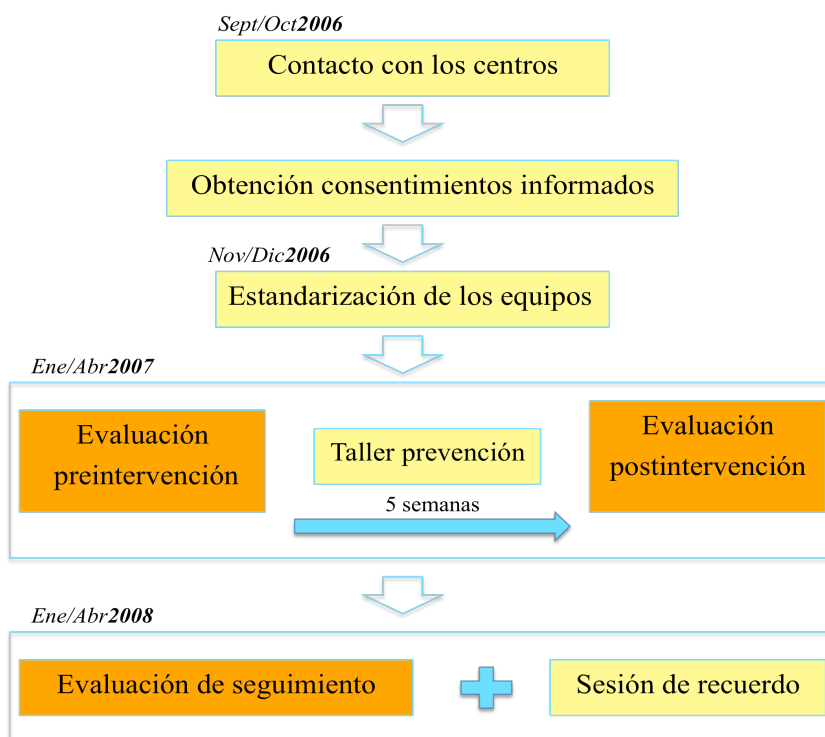 Sept/Oct2006
Contacto con los centros
Obtención consentimientos informados
Nov/Dic2006
Estandarización de los equipos
Ene/Abr2007
Evaluación
preintervención
Taller prevención
5 semanas
Evaluación
postintervención
Ene/Abr2008
Evaluación de seguimiento
Sesión de recuerdo